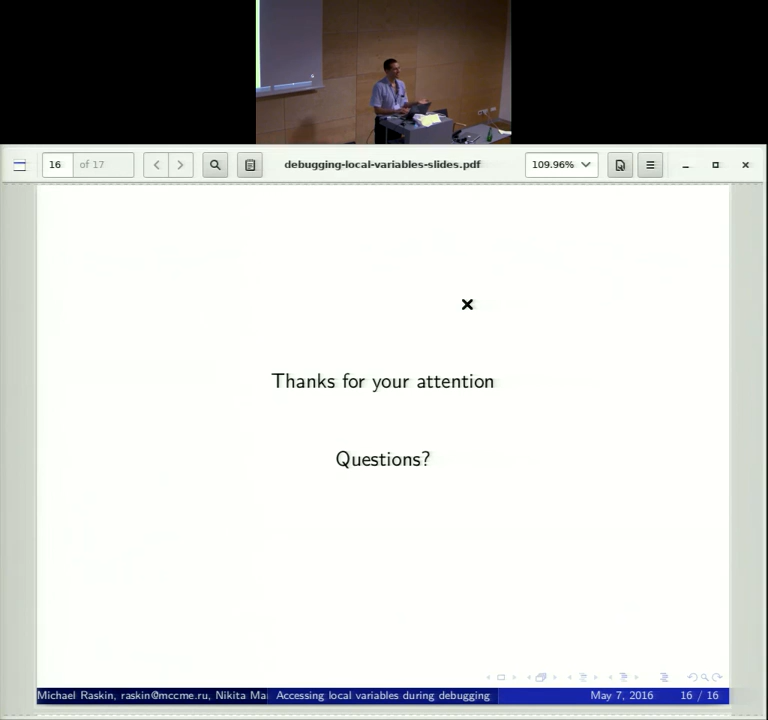 16 of 17 debugging-local-variables-slides.pdf 109.96%
Thanks for your attention
Questions?
Michael Raskin, raskin@mccme.ru, Nikita Ma Accessing local variables during debugging May 7, 2016 16 / 16